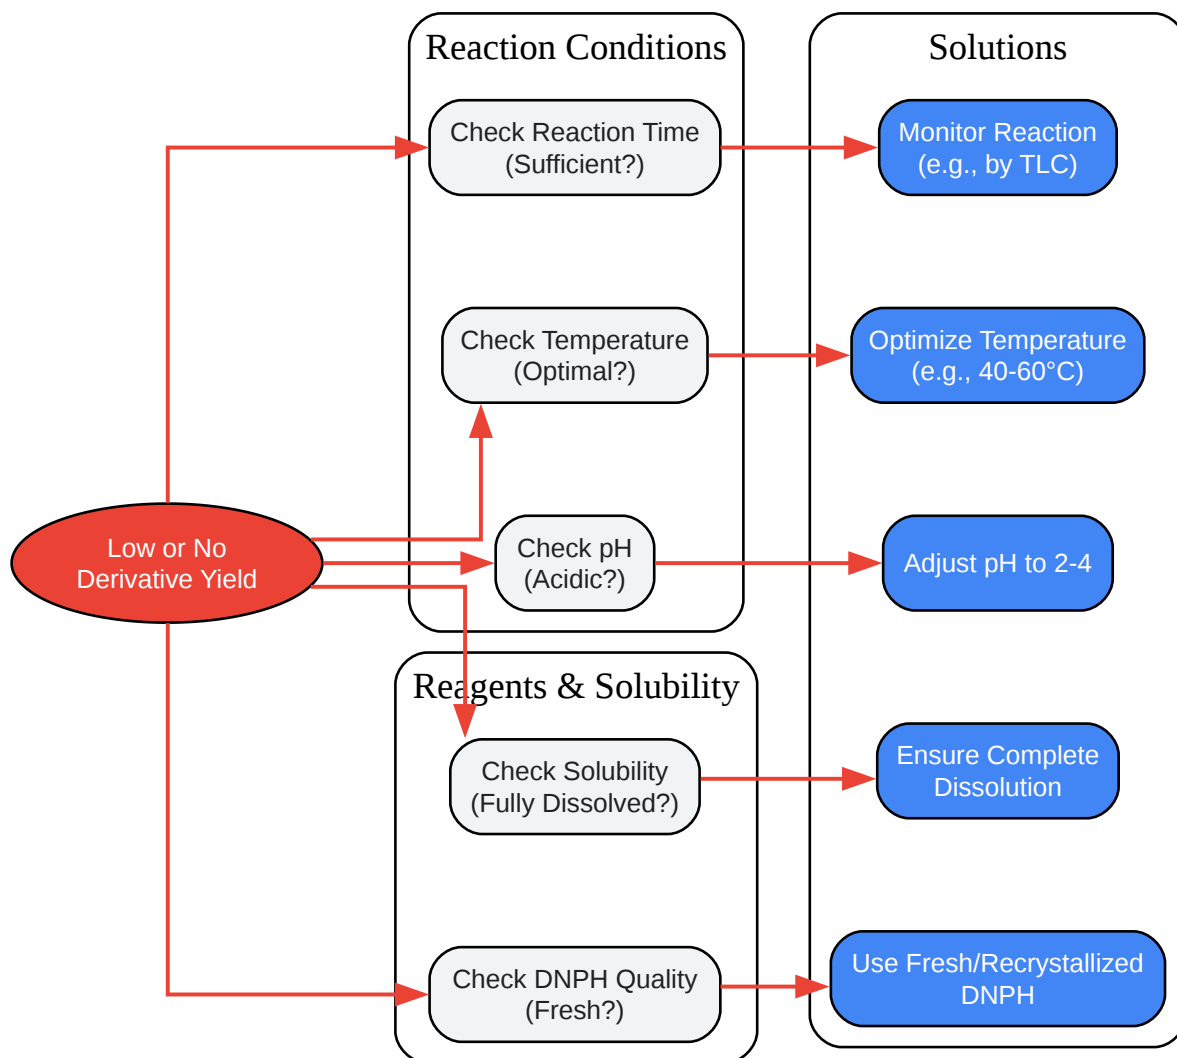 Reaction Conditions
Solutions
Check Reaction Time
(Sufficient?)
Monitor Reaction
(e.g., by TLC)
Check Temperature
(Optimal?)
Optimize Temperature
(e.g., 40-60°C)
Low or No
Derivative Yield
Check pH
(Acidic?)
Adjust pH to 2-4
Reagents & Solubility
Check Solubility
(Fully Dissolved?)
Ensure Complete
Dissolution
Check DNPH Quality
(Fresh?)
Use Fresh/Recrystallized
DNPH